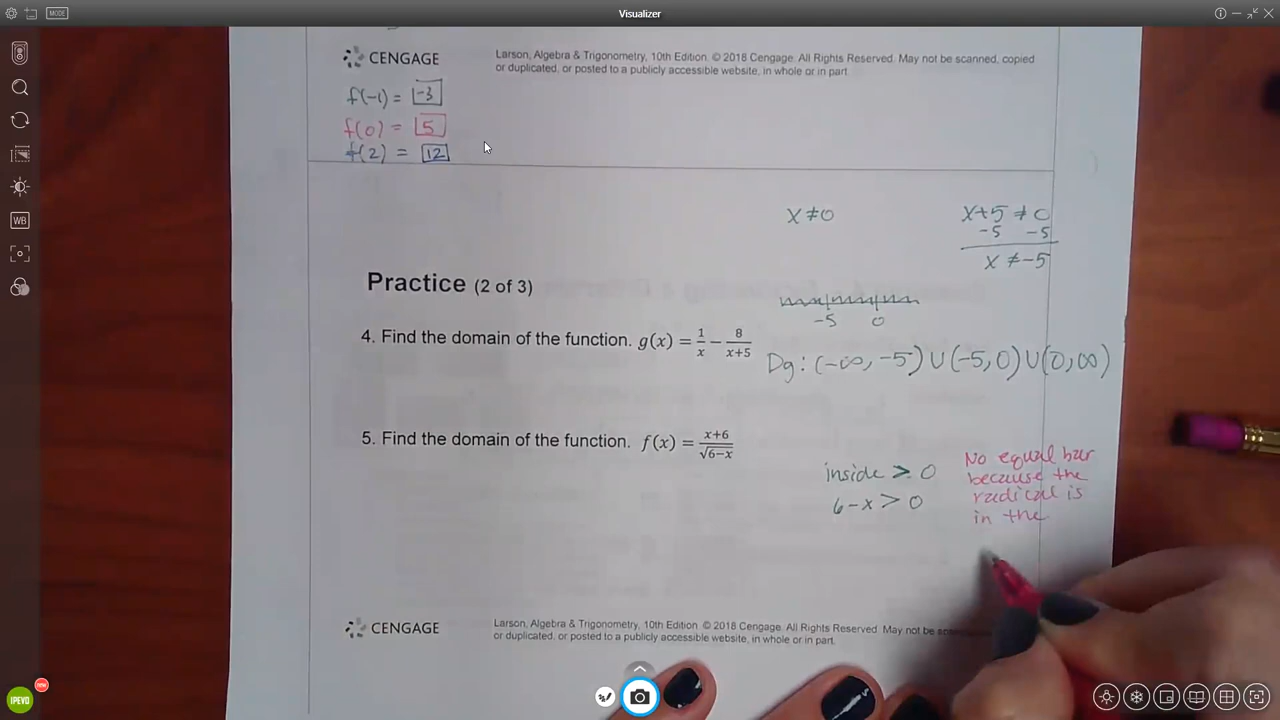 MODE
Visualizer
CENGAGE
Larson, Algebra & Trigonometry, 10th Edition. © 2018 Cengage. All Rights Reserved. May not be scanned, copied
or duplicated, or posted to a publicly accessible website, in whole or in part.
f(-1) = -3
f(0) = 5
f(2) = 12
x≠0
x+5 ≠ 0
-5 -5
x ≠ -5
Practice (2 of 3)
-5 0
4. Find the domain of the function. g(x) = 1/x − 8/(x+5)
Dg: (-∞, -5) ∪ (-5, 0) ∪ (0, ∞)
5. Find the domain of the function. f(x) = (x+6)/√(6−x)
inside > 0
6-x > 0
No equal bar
because the
radical is
in the
CENGAGE
Larson, Algebra & Trigonometry, 10th Edition. © 2018 Cengage. All Rights Reserved. May not be
or duplicated, or posted to a publicly accessible website, in whole or in part.
IPEVO
new